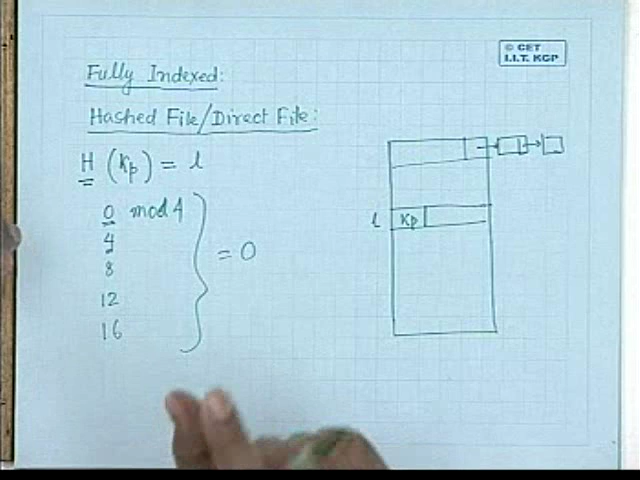 © CET
I.I.T. KGP
Fully Indexed:
Hashed File/Direct File:
H (Kp) = l
0 mod 4
4
8
12
16
= 0
l Kp